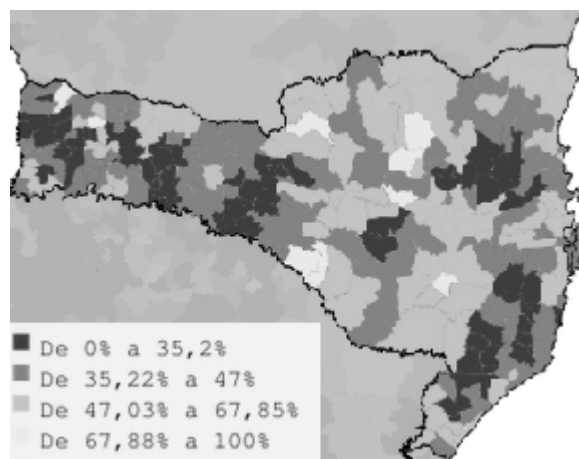 De 0% a 35,2%
De 35,22% a 47%
De 47,03% a 67,85%
De 67,88% a 100%